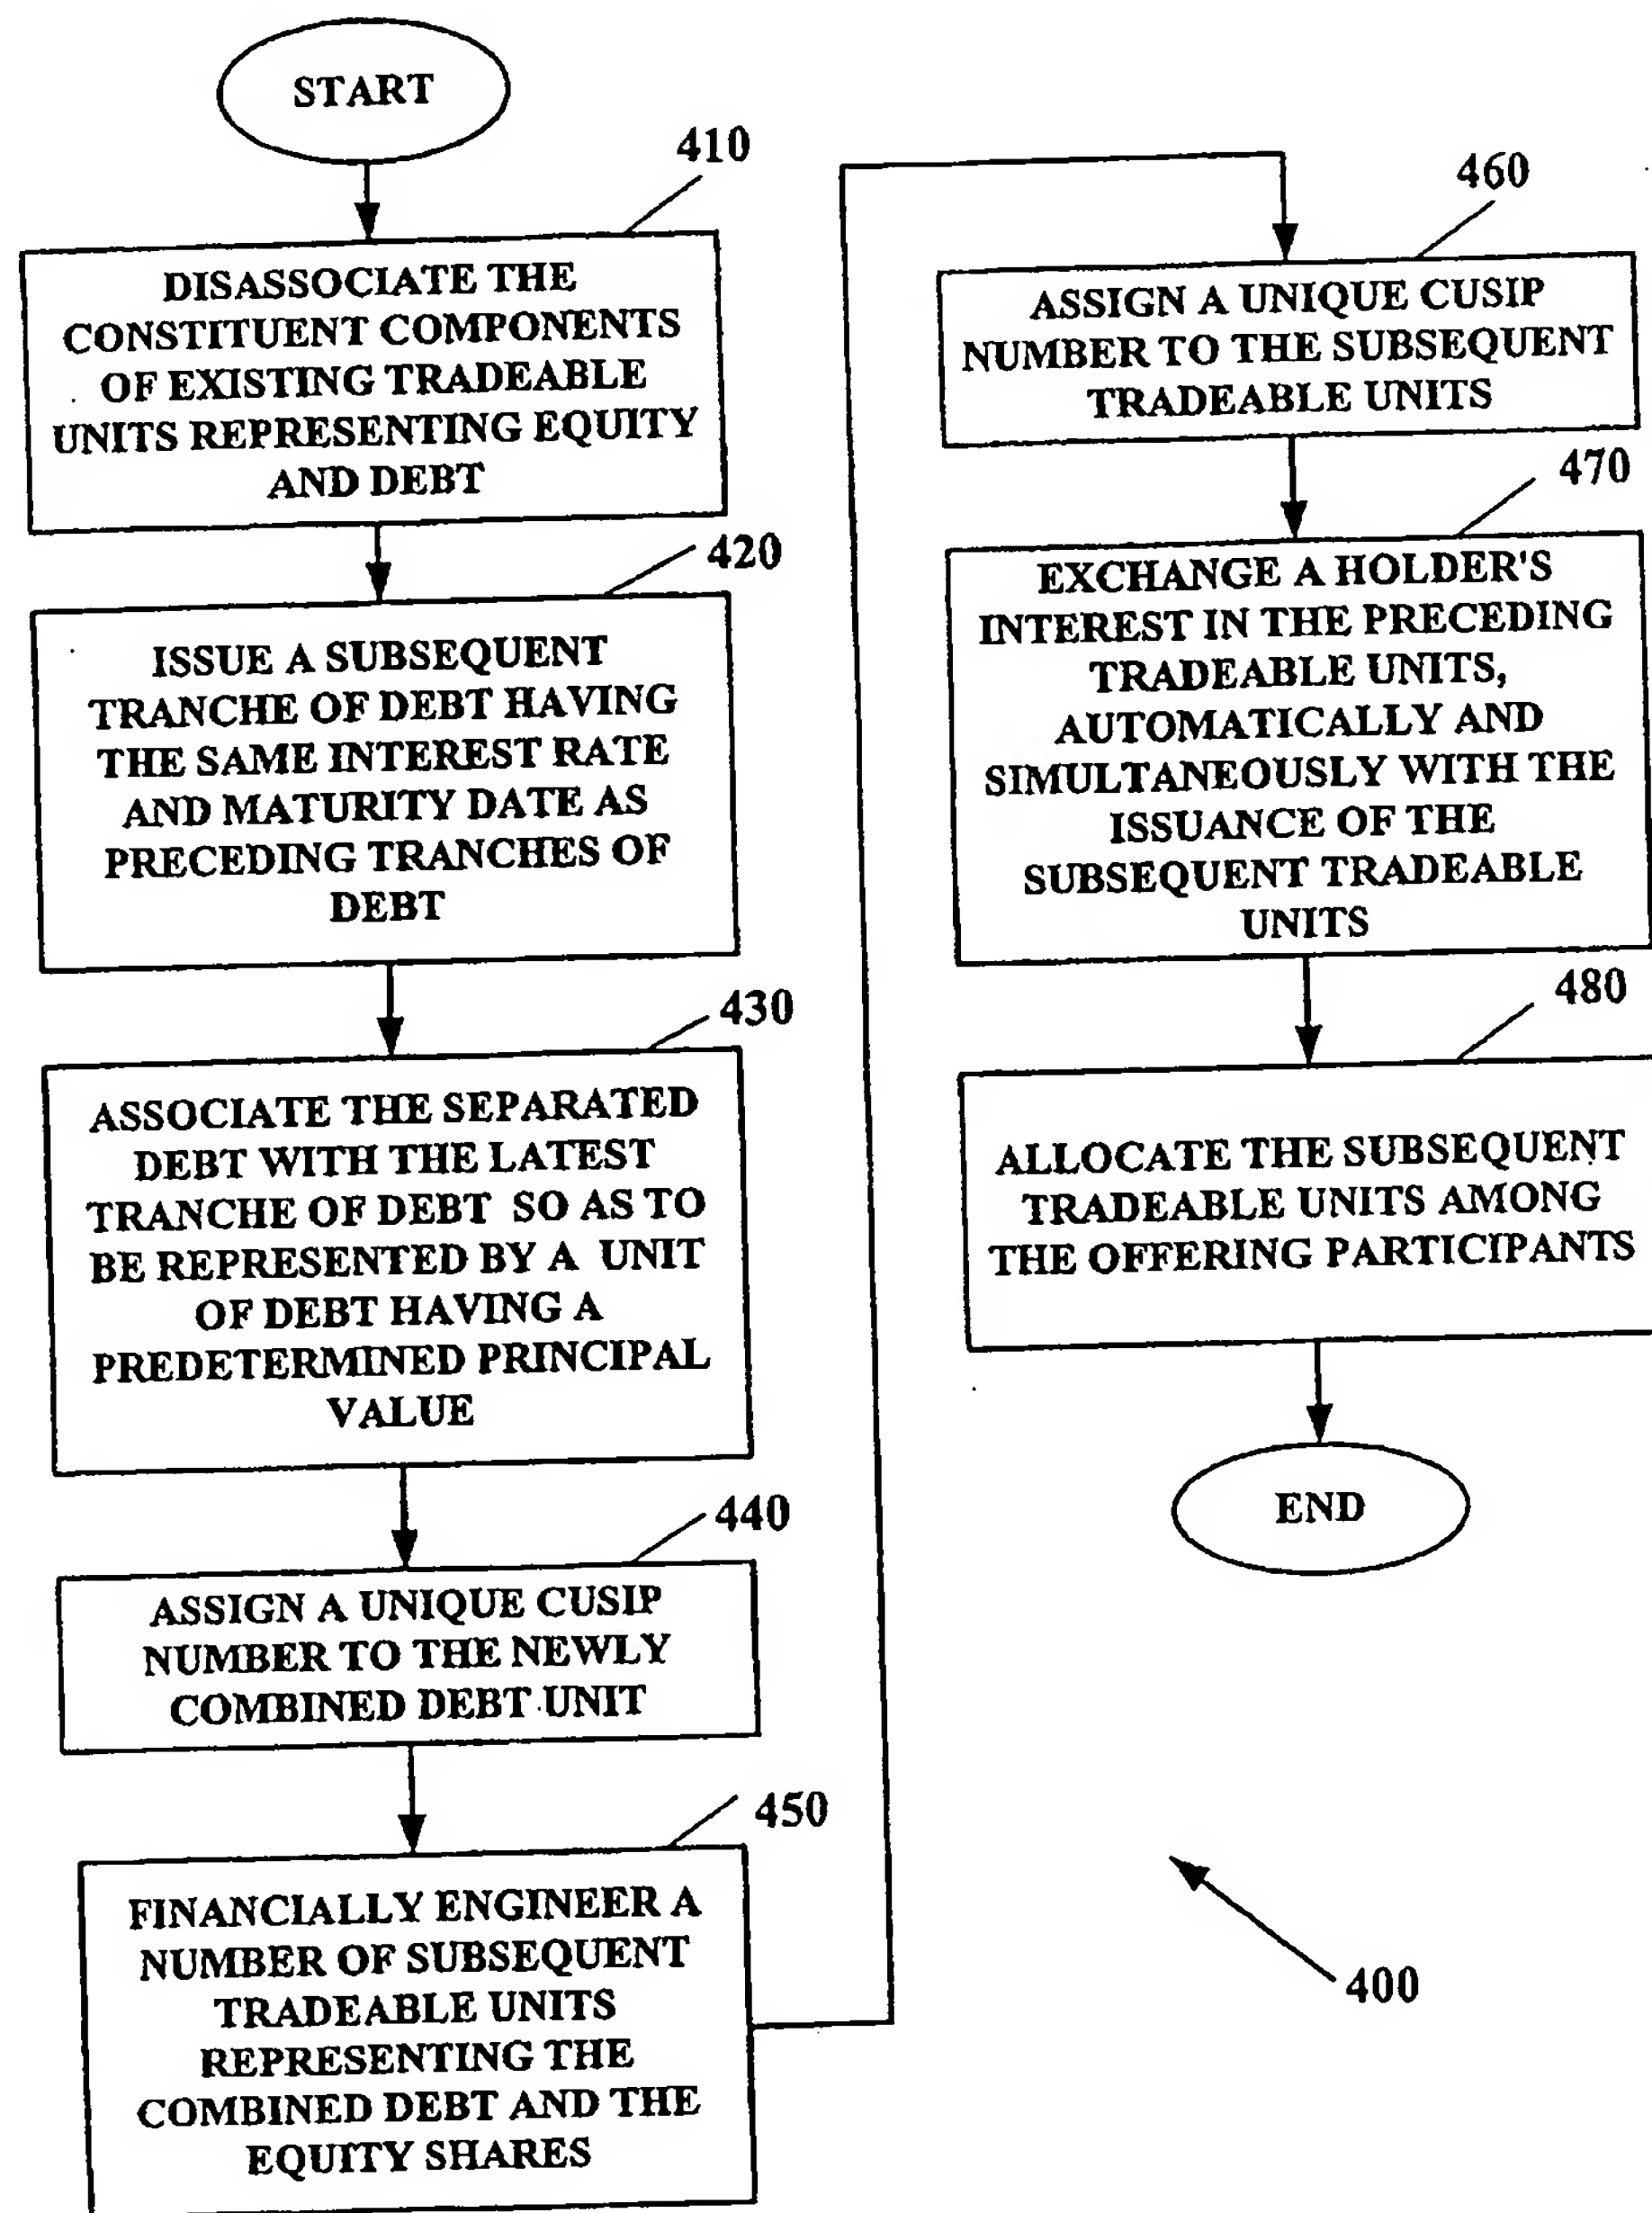 START
410
DISASSOCIATE THE
CONSTITUENT COMPONENTS
OF EXISTING TRADEABLE
UNITS REPRESENTING EQUITY
AND DEBT
420
ISSUE A SUBSEQUENT
TRANCHE OF DEBT HAVING
THE SAME INTEREST RATE
AND MATURITY DATE AS
PRECEDING TRANCHES OF
DEBT
430
ASSOCIATE THE SEPARATED
DEBT WITH THE LATEST
TRANCHE OF DEBT SO AS TO
BE REPRESENTED BY A UNIT
OF DEBT HAVING A
PREDETERMINED PRINCIPAL
VALUE
440
ASSIGN A UNIQUE CUSIP
NUMBER TO THE NEWLY
COMBINED DEBT UNIT
450
FINANCIALLY ENGINEER A
NUMBER OF SUBSEQUENT
TRADEABLE UNITS
REPRESENTING THE
COMBINED DEBT AND THE
EQUITY SHARES
460
ASSIGN A UNIQUE CUSIP
NUMBER TO THE SUBSEQUENT
TRADEABLE UNITS
470
EXCHANGE A HOLDER'S
INTEREST IN THE PRECEDING
TRADEABLE UNITS,
AUTOMATICALLY AND
SIMULTANEOUSLY WITH THE
ISSUANCE OF THE
SUBSEQUENT TRADEABLE
UNITS
480
ALLOCATE THE SUBSEQUENT
TRADEABLE UNITS AMONG
THE OFFERING PARTICIPANTS
END
400